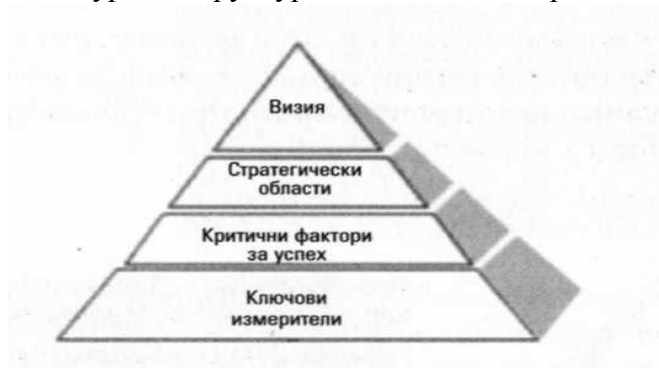 Визия
Стратегически
области
Критични фактори
за успех
Ключови
измерители